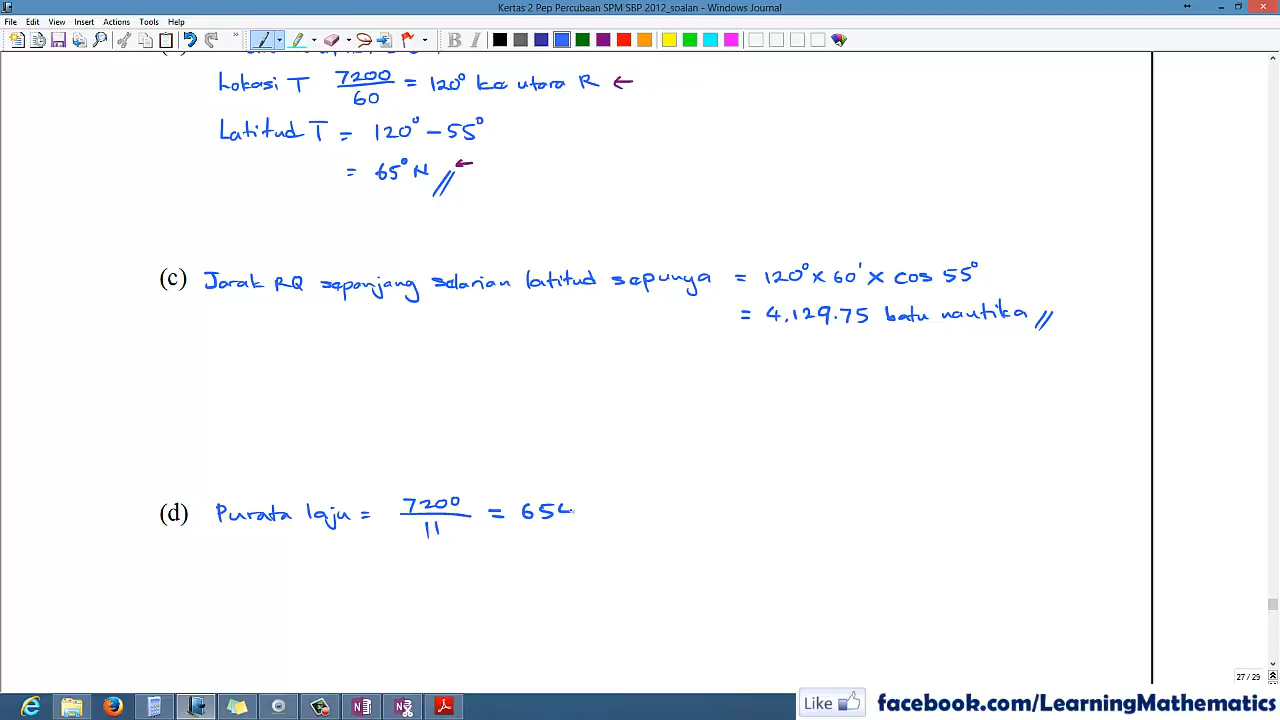 Kertas 2 Pep Percubaan SPM SBP 2012_soalan - Windows Journal
File Edit View Insert Actions Tools Help
Lokasi T 7200/60 = 120° ke utara R ←
Latitud T = 120° - 55°
= 65° N // ←
(c) Jarak RQ sepanjang selarian latitud sepunya = 120° x 60' x cos 55°
= 4,129.75 batu nautika //
(d) Purata laju = 7200/11 = 654
27 / 29
Like facebook.com/LearningMathematics